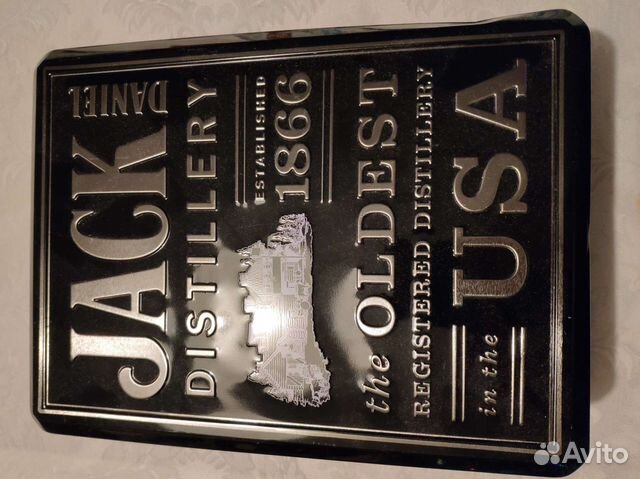 JACK
DANIEL
DISTILLERY
ESTABLISHED
1866
the OLDEST
REGISTERED DISTILLERY
in the
USA
Avito